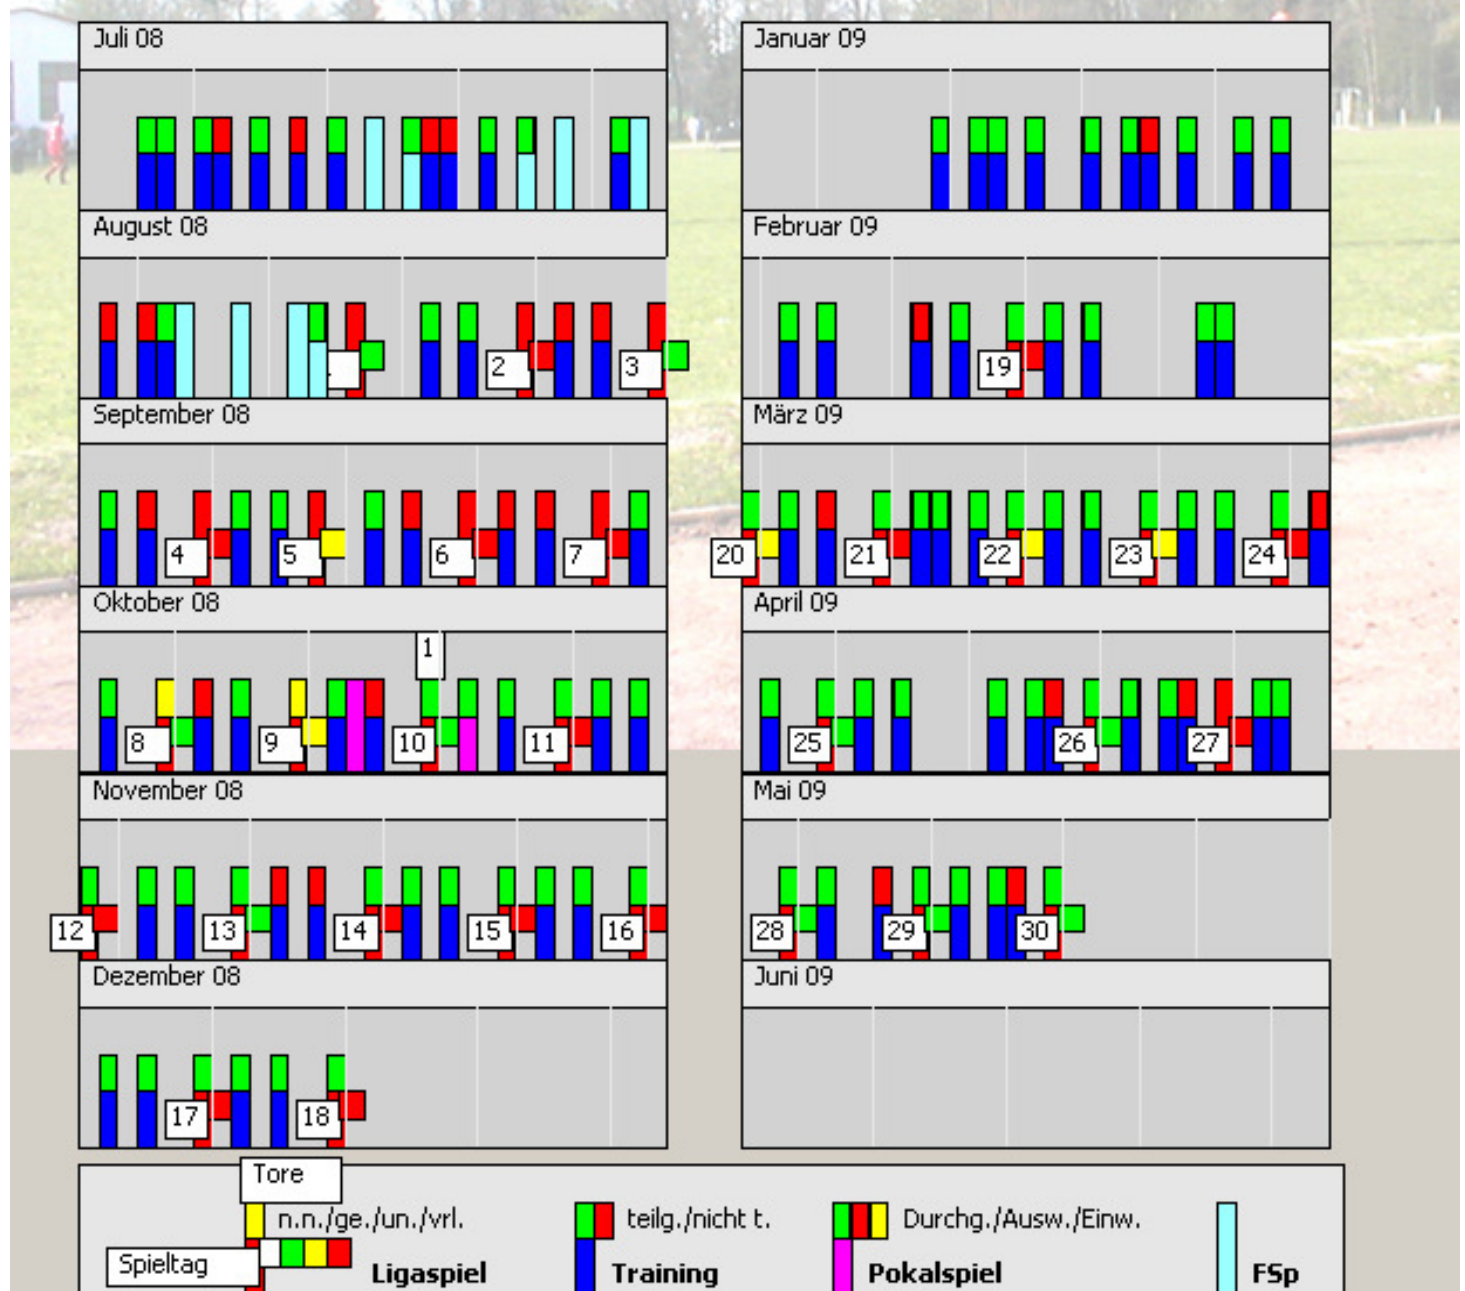 Juli 08
August 08
2
3
September 08
4
5
6
7
Oktober 08
1
8
9
10
11
November 08
12
13
14
15
16
Dezember 08
17
18
Januar 09
Februar 09
19
März 09
20
21
22
23
24
April 09
25
26
27
Mai 09
28
29
30
Juni 09
Tore
n.n./ge./un./vrl.
teilg./nicht t.
Durchg./Ausw./Einw.
Spieltag
Ligaspiel
Training
Pokalspiel
FSp